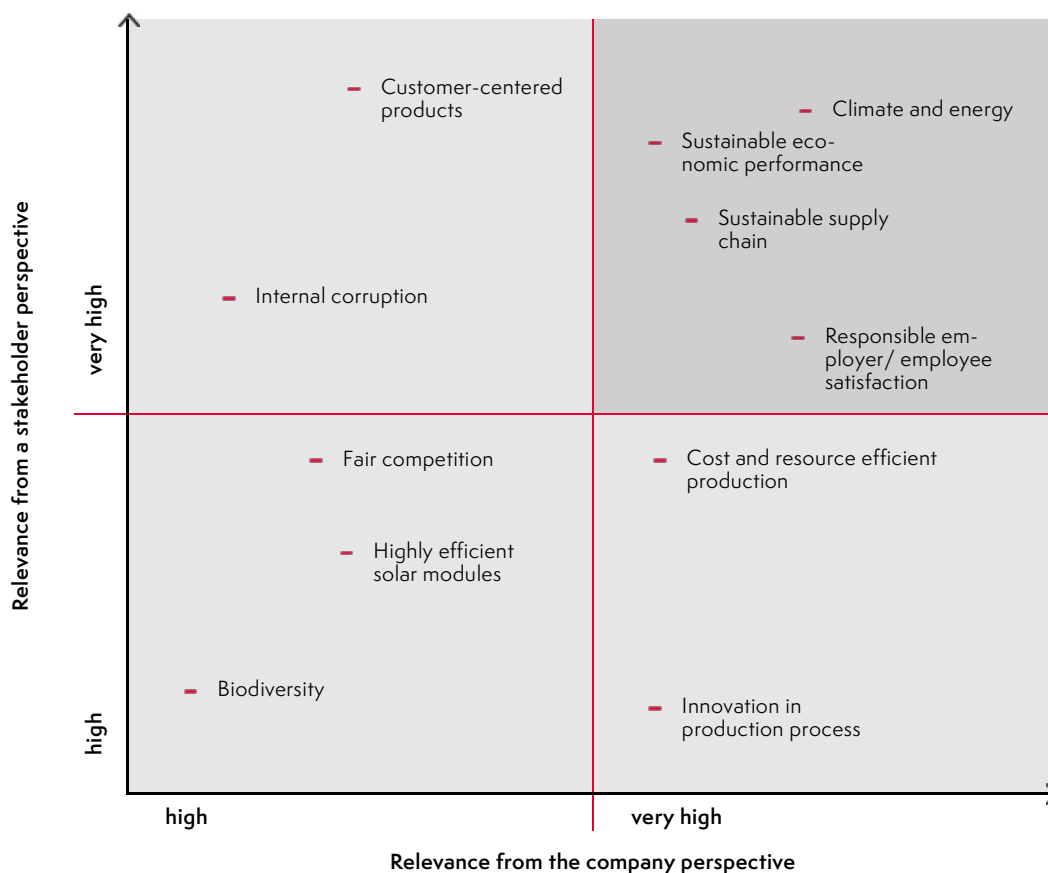 Customer-centered
products
Climate and energy
Sustainable eco-
nomic performance
Sustainable supply
chain
Internal corruption
Responsible em-
ployer/ employee
satisfaction
Fair competition
Cost and resource efficient
production
Highly efficient
solar modules
Biodiversity
Innovation in
production process
Relevance from a stakeholder perspective
very high
high
high
very high
Relevance from the company perspective